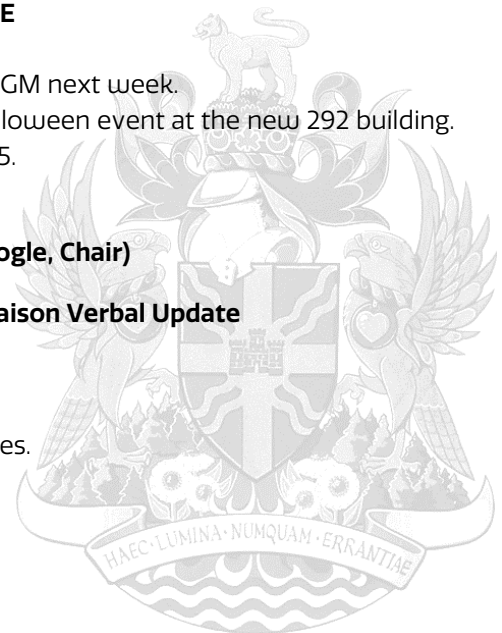 E
GM next week.
loween event at the new 292 building.
5.
ogle, Chair)
aison Verbal Update
es.
HAEC·LUMINA·NUMQUAM·ERRANTIAE